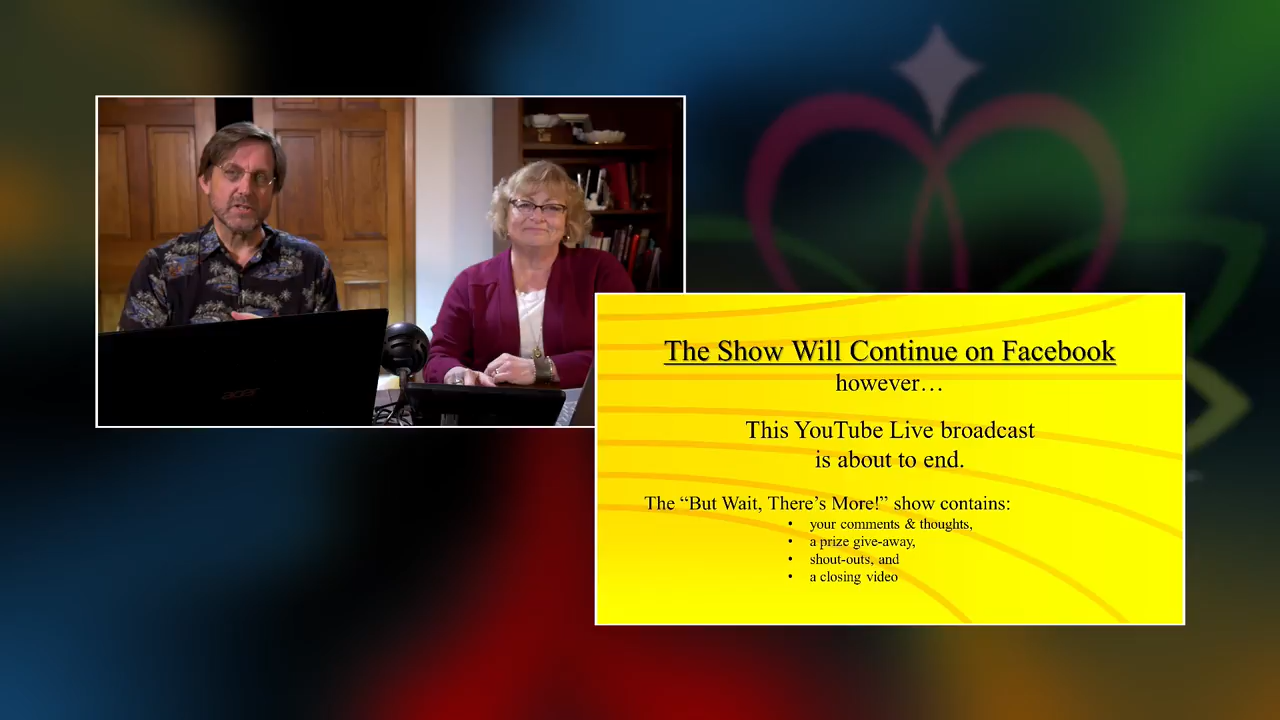 acer
The Show Will Continue on Facebook
however…
This YouTube Live broadcast
is about to end.
The “But Wait, There’s More!” show contains:
• your comments & thoughts,
• a prize give-away,
• shout-outs, and
• a closing video